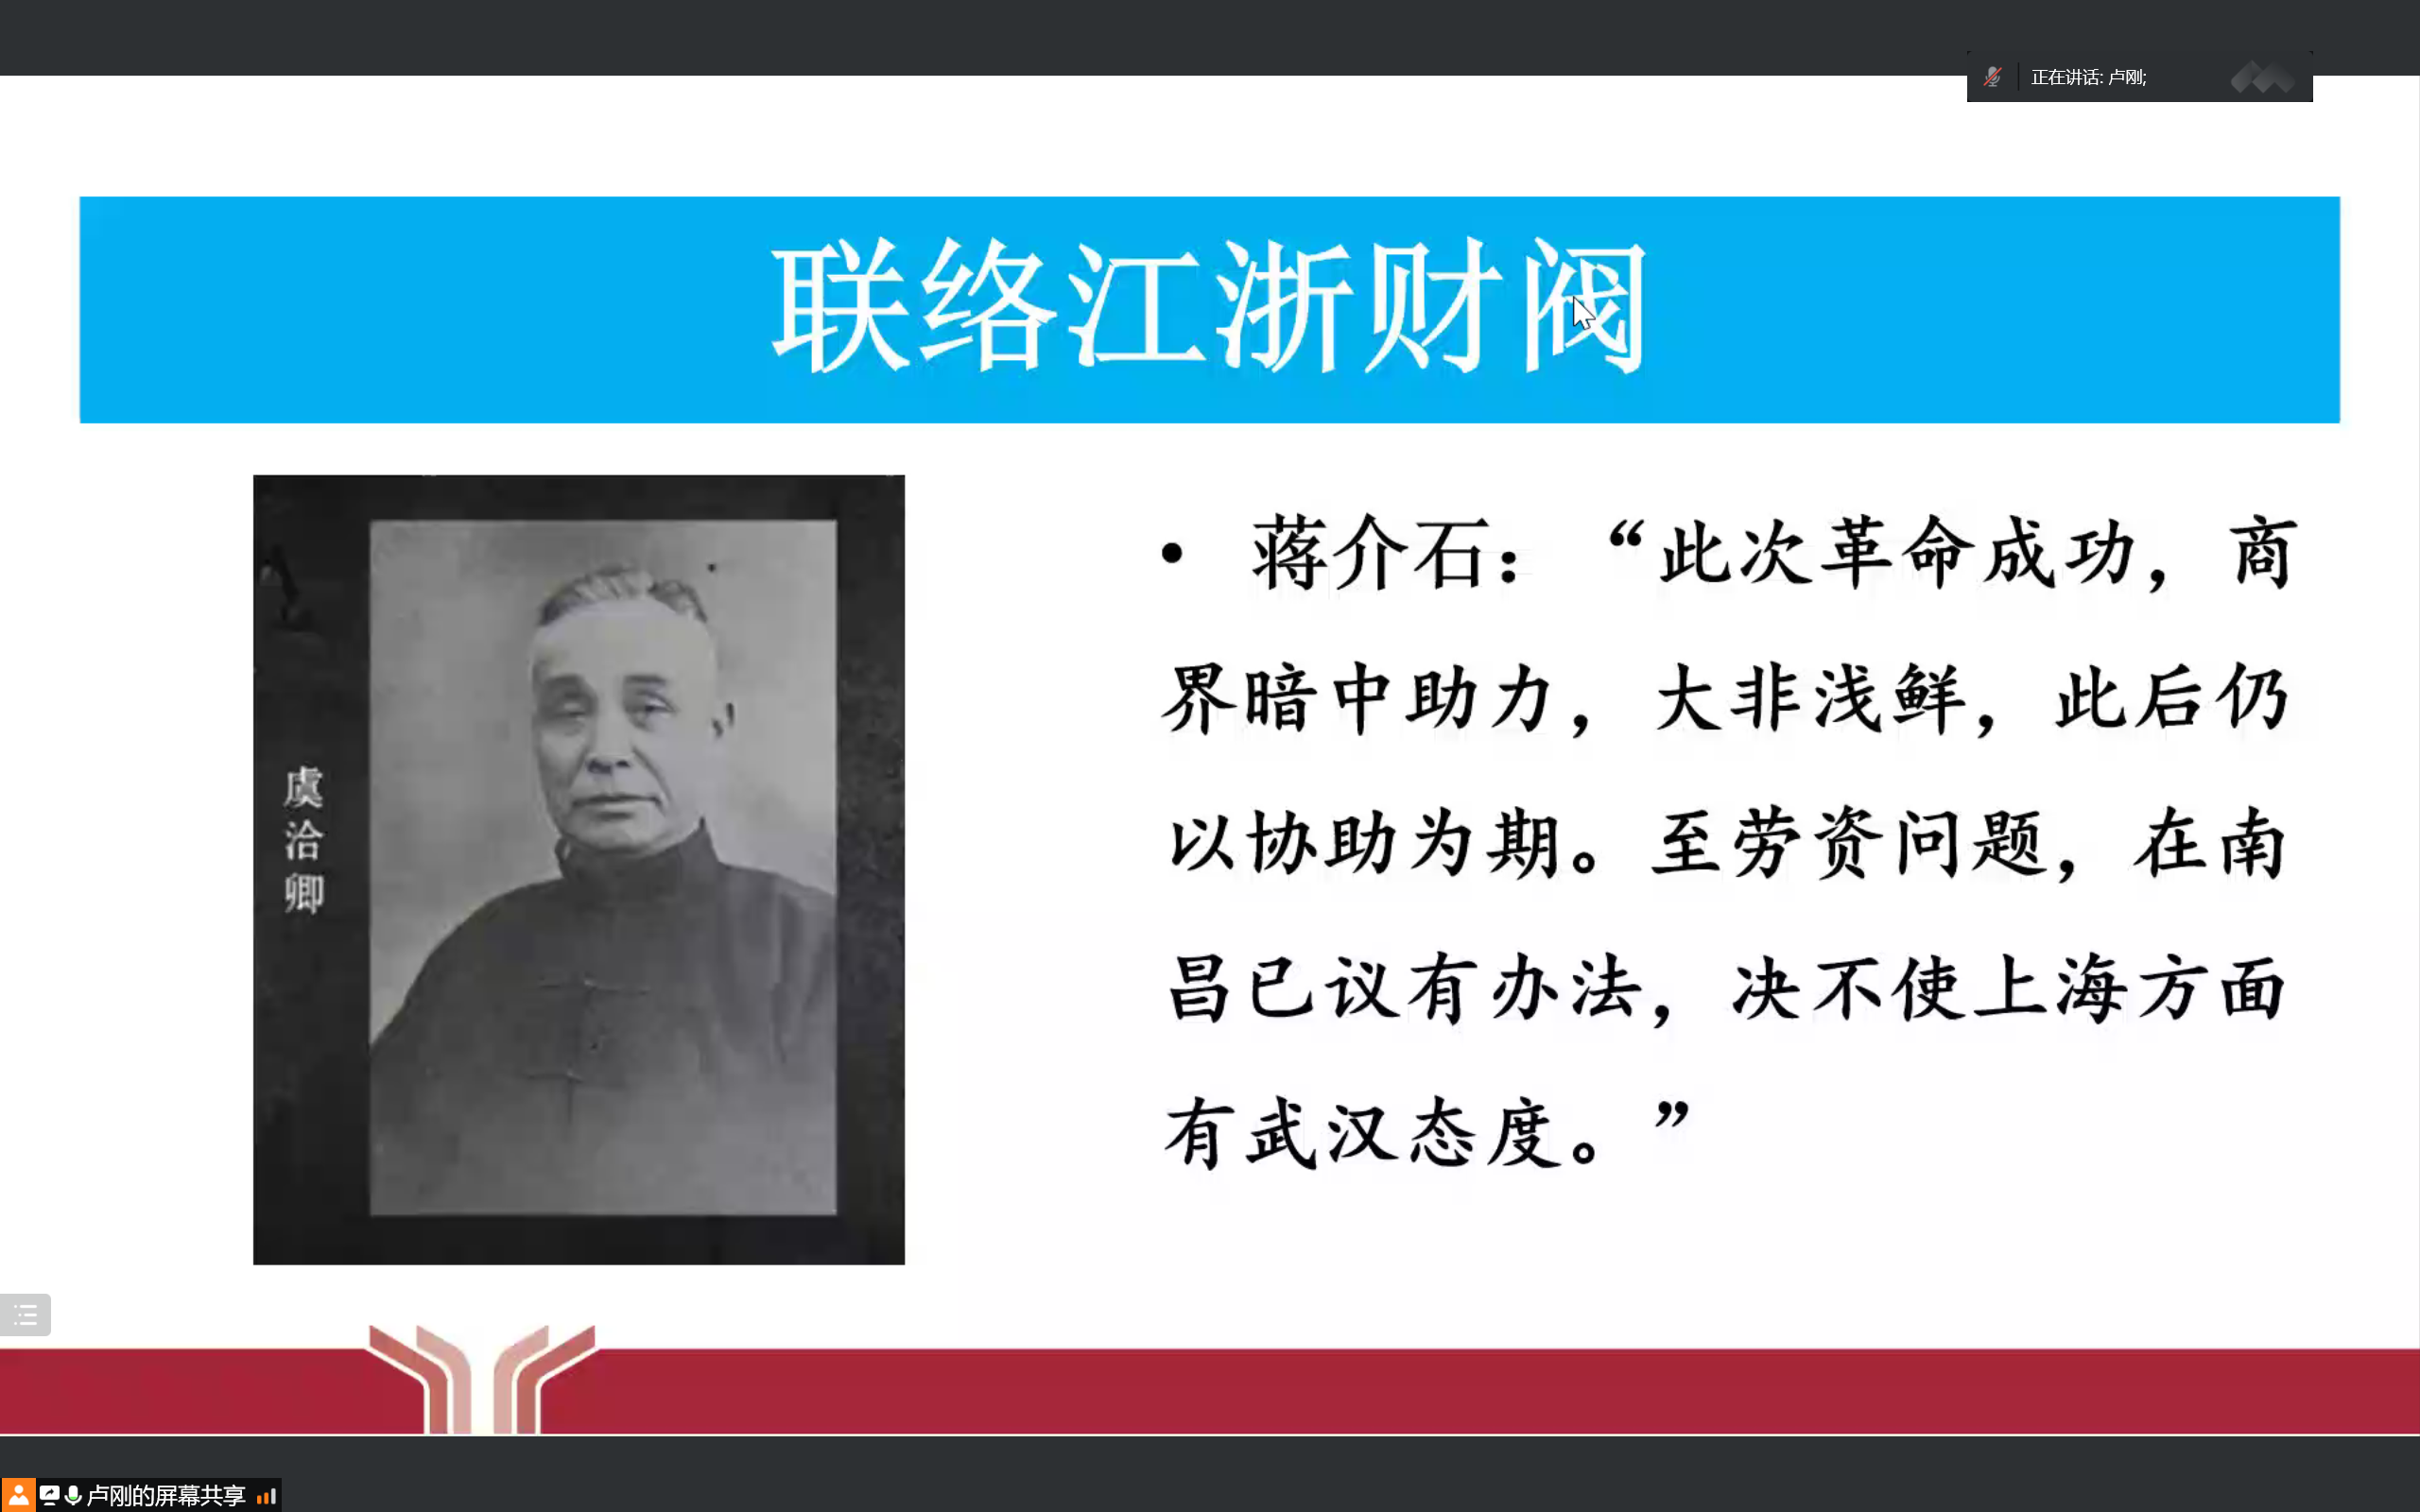 正在讲话: 卢刚;
联络江浙财阀
虞洽卿
• 蒋介石：“此次革命成功，商
界暗中助力，大非浅鲜，此后仍
以协助为期。至劳资问题，在南
昌已议有办法，决不使上海方面
有武汉态度。”
卢刚的屏幕共享